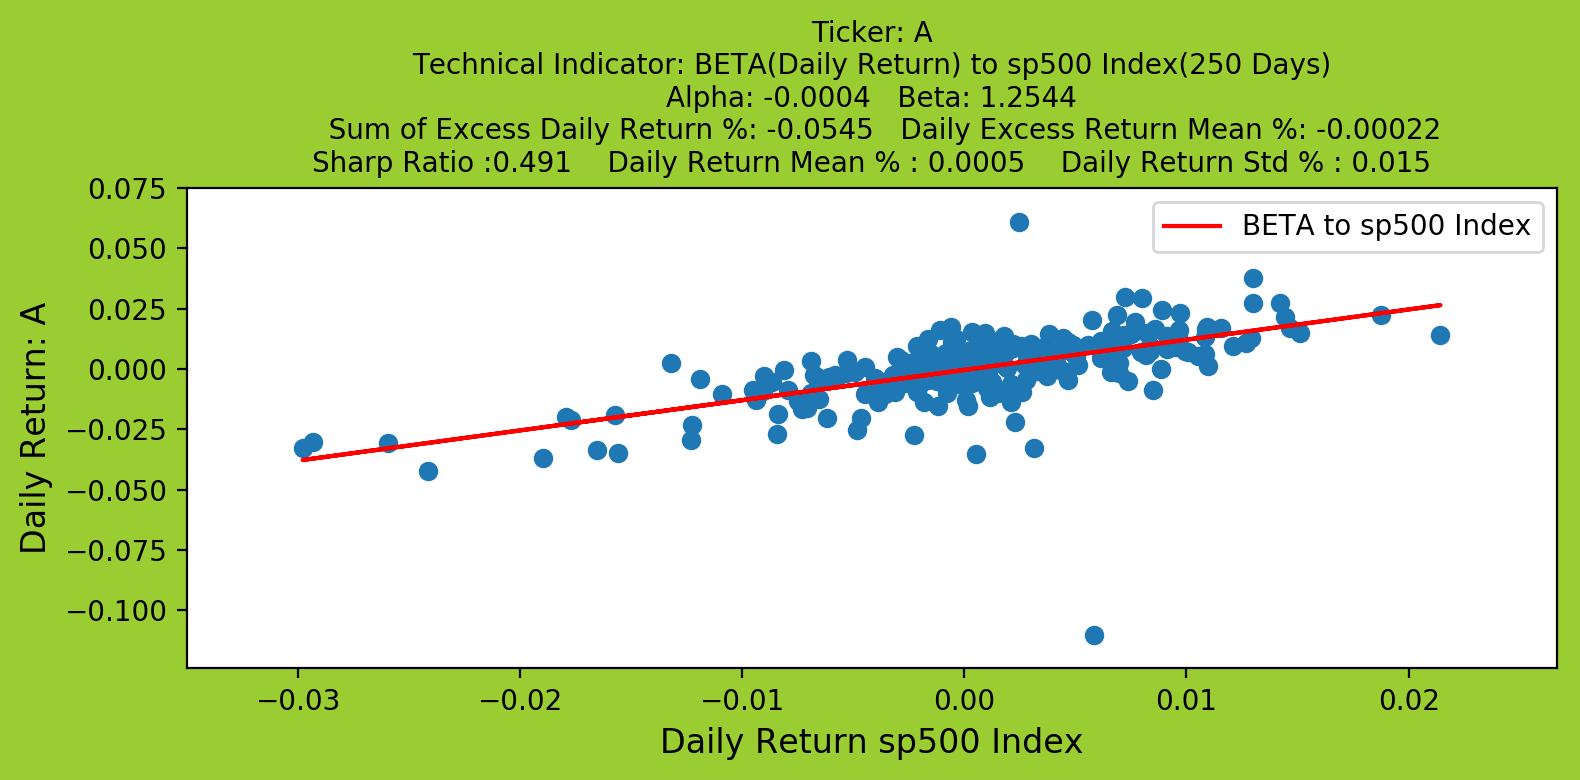 Ticker: A
Technical Indicator: BETA(Daily Return) to sp500 Index(250 Days)
Alpha: -0.0004   Beta: 1.2544
Sum of Excess Daily Return %: -0.0545   Daily Excess Return Mean %: -0.00022
Sharp Ratio :0.491    Daily Return Mean % : 0.0005    Daily Return Std % : 0.015
BETA to sp500 Index
Daily Return: A
0.075
0.050
0.025
0.000
−0.025
−0.050
−0.075
−0.100
−0.03 −0.02 −0.01 0.00 0.01 0.02
Daily Return sp500 Index